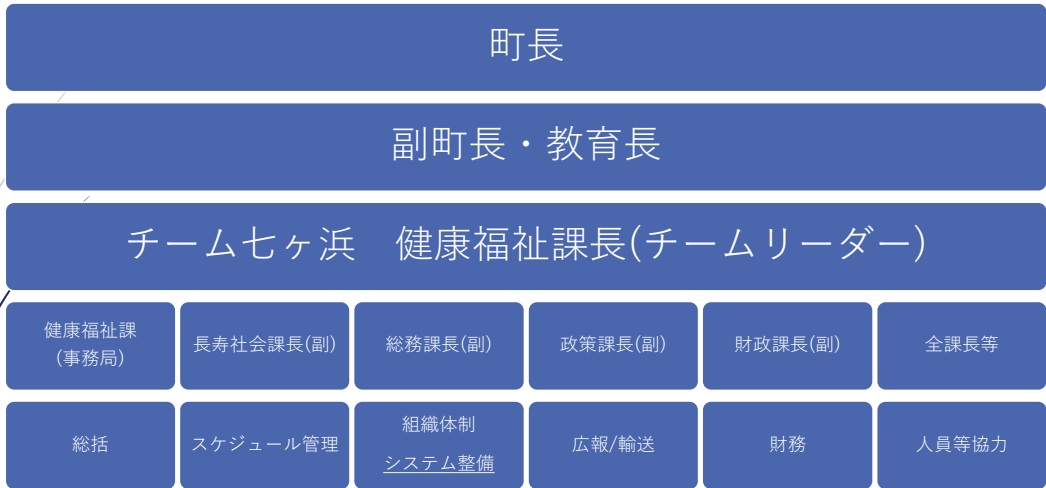 町長
副町長・教育長
チーム七ヶ浜　健康福祉課長(チームリーダー)
健康福祉課
(事務局)
長寿社会課長(副)
総務課長(副)
政策課長(副)
財政課長(副)
全課長等
総括
スケジュール管理
組織体制
システム整備
広報/輸送
財務
人員等協力